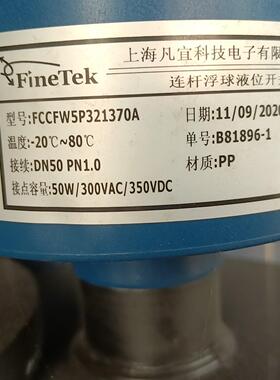 FineTek 上海凡宜科技电子有限
连杆浮球液位开
型号:FCCFW5P321370A 日期:11/09/2020
温度:-20℃~80℃ 单号:B81896-1
接续:DN50 PN1.0 材质:PP
接点容量:50W/300VAC/350VDC